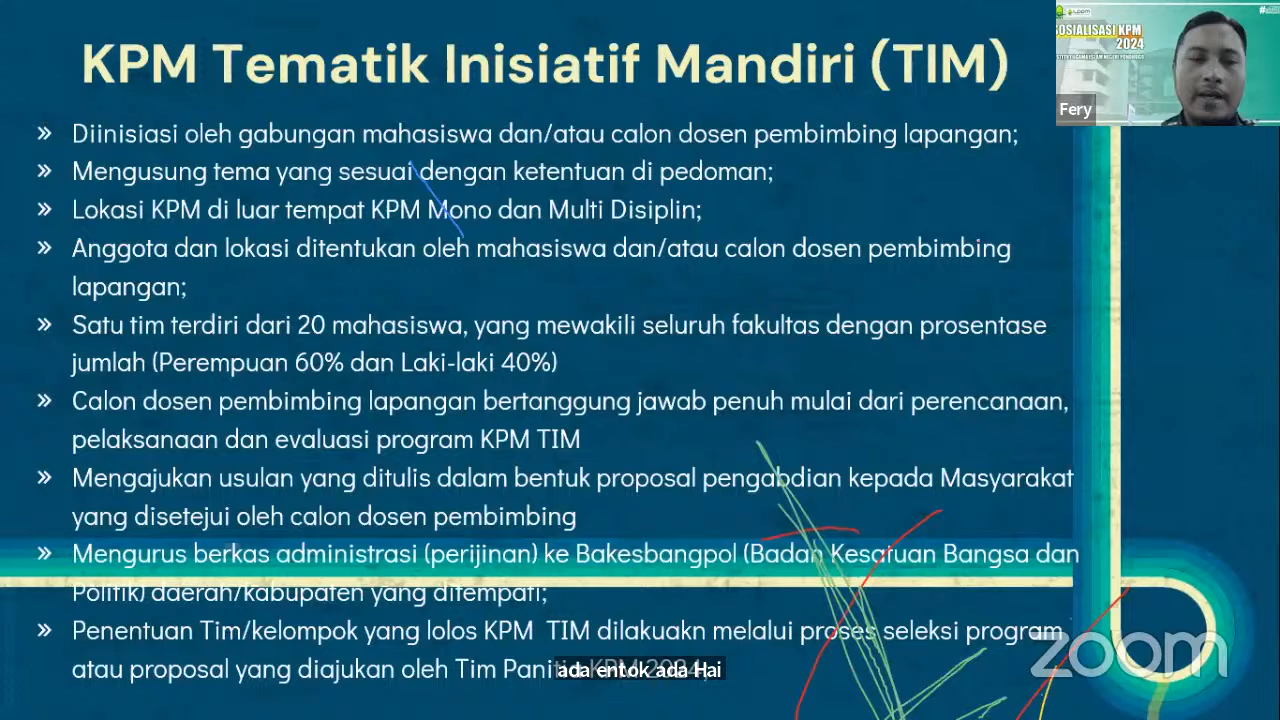 KPM Tematik Inisiatif Mandiri (TIM)
» Diinisiasi oleh gabungan mahasiswa dan/atau calon dosen pembimbing lapangan;
» Mengusung tema yang sesuai dengan ketentuan di pedoman;
» Lokasi KPM di luar tempat KPM Mono dan Multi Disiplin;
» Anggota dan lokasi ditentukan oleh mahasiswa dan/atau calon dosen pembimbing
lapangan;
» Satu tim terdiri dari 20 mahasiswa, yang mewakili seluruh fakultas dengan prosentase
jumlah (Perempuan 60% dan Laki-laki 40%)
» Calon dosen pembimbing lapangan bertanggung jawab penuh mulai dari perencanaan,
pelaksanaan dan evaluasi program KPM TIM
» Mengajukan usulan yang ditulis dalam bentuk proposal pengabdian kepada Masyarakat
yang disetejui oleh calon dosen pembimbing
» Mengurus berkas administrasi (perijinan) ke Bakesbangpol (Badan Kesatuan Bangsa dan
Politik) daerah/kabupaten yang ditempati;
» Penentuan Tim/kelompok yang lolos KPM TIM dilakuakn melalui proses seleksi program
atau proposal yang diajukan oleh Tim Panitia KPM 2024;
ada entok ada Hai
SOSIALISASI KPM
2024
Fery
zoom